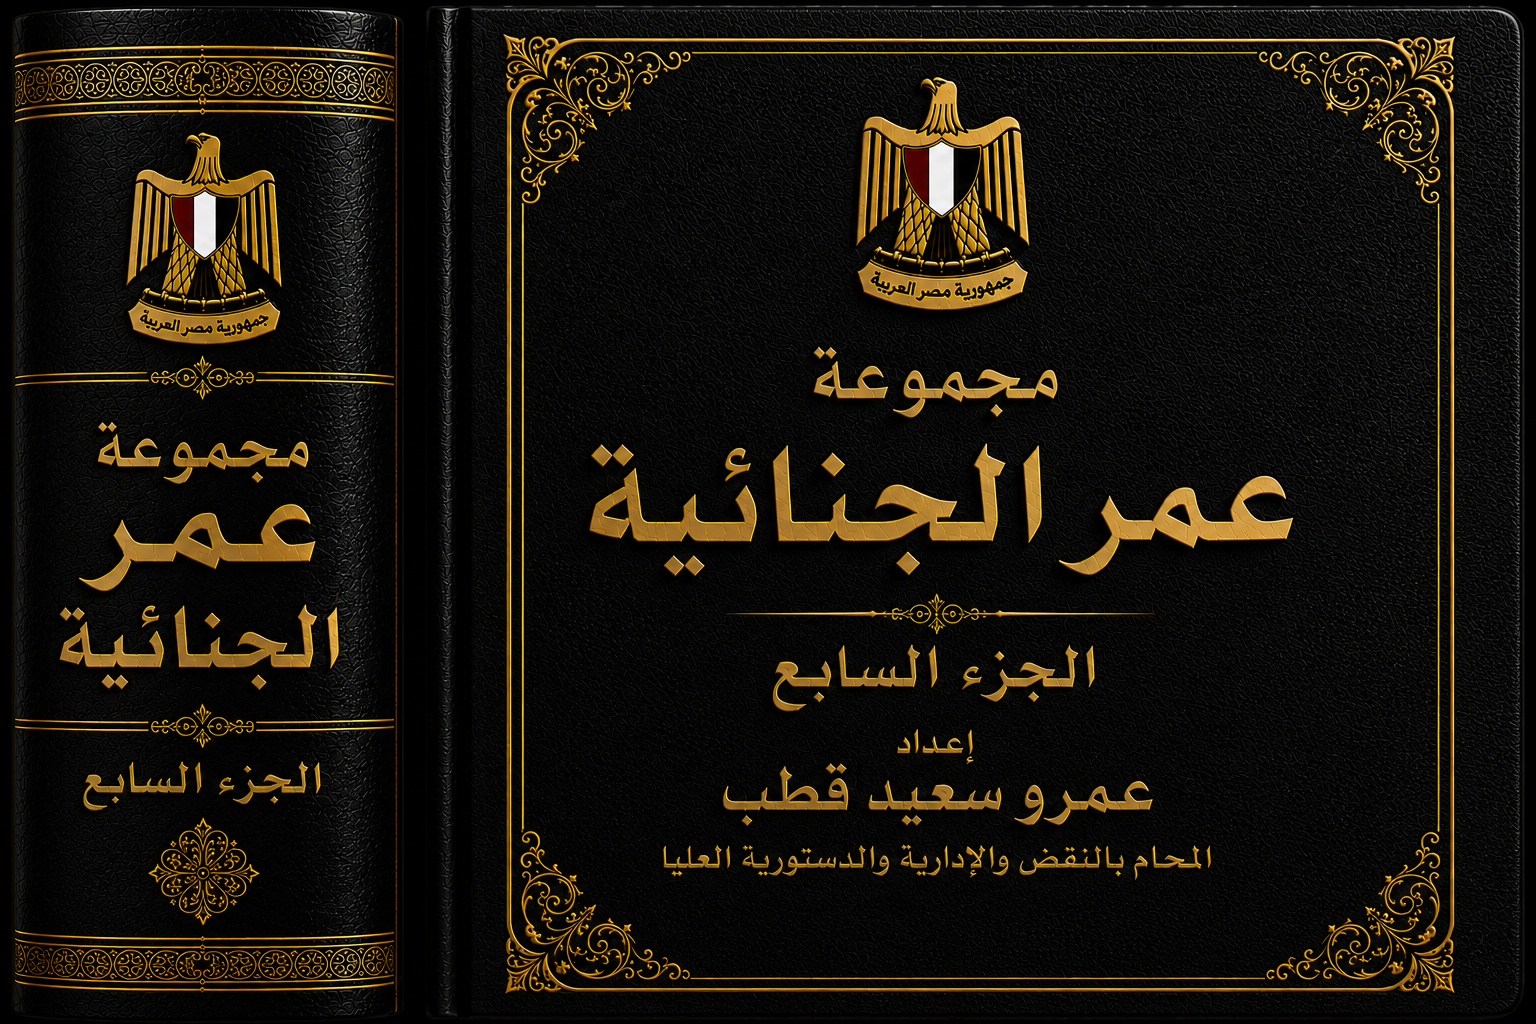 جمهورية مصر العربية
مجموعة
عمر الجنائية
الجزء السابع
إعداد
عمرو سعيد قطب
المحام بالنقض والإدارية والدستورية العليا
جمهورية مصر العربية
مجموعة
عمر
الجنائية
الجزء السابع